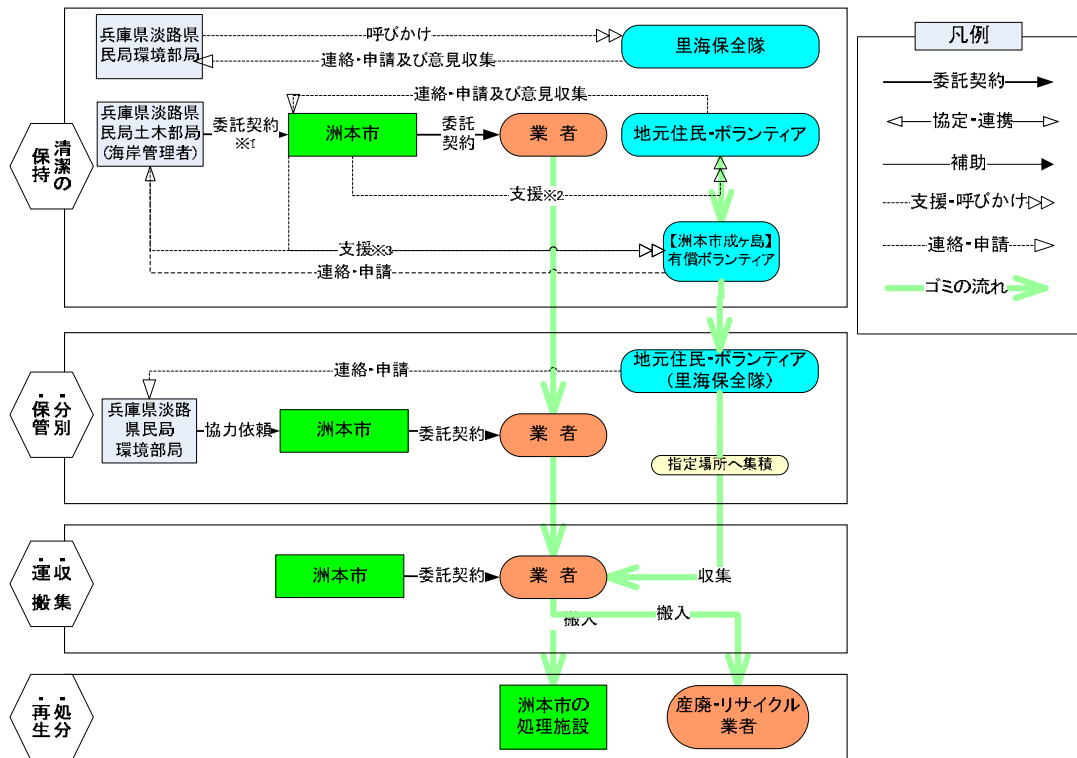 兵庫県淡路県
民局環境部局
呼びかけ
連絡・申請及び意見収集
里海保全隊
清潔の
保持
兵庫県淡路県
民局土木部局
(海岸管理者)
委託契約
※1
洲本市
委託
契約
業者
連絡・申請及び意見収集
地元住民・ボランティア
支援※2
支援※3
連絡・申請
【洲本市成ヶ島】
有償ボランティア
・分別
・保管
連絡・申請
地元住民・ボランティア
(里海保全隊)
兵庫県淡路
県民局
環境部局
協力依頼
洲本市
委託契約
業者
指定場所へ集積
・収集
・運搬
洲本市
委託契約
業者
収集
搬入
搬入
・処分
・再生
洲本市の
処理施設
産廃・リサイクル
業者
凡例
委託契約
協定・連携
補助
支援・呼びかけ
連絡・申請
ゴミの流れ